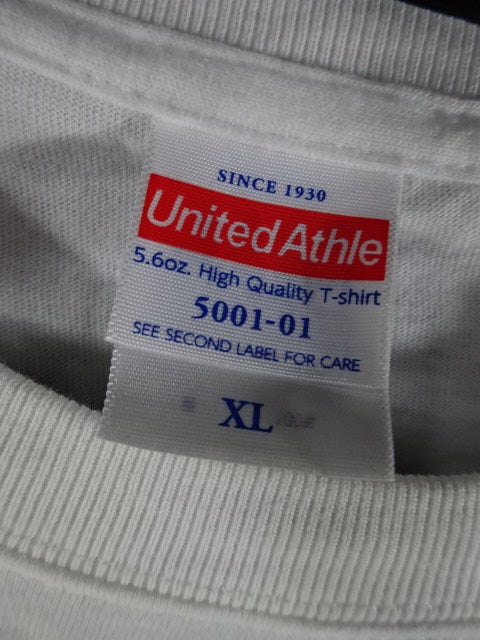 SINCE 1930
United Athle
5.6oz. High Quality T-shirt
5001-01
SEE SECOND LABEL FOR CARE
XL